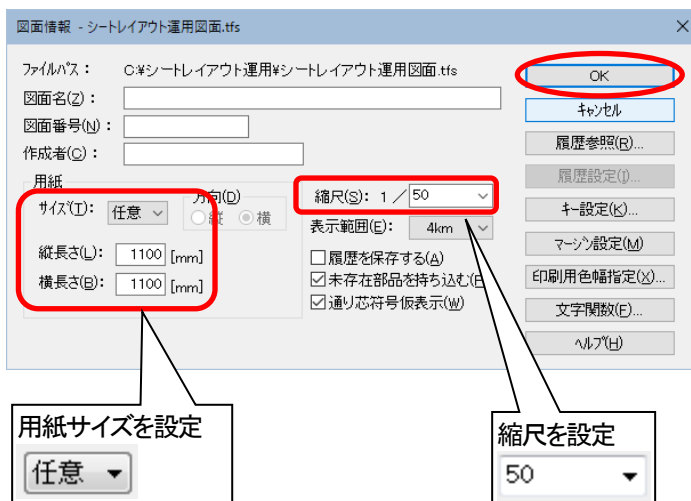 図面情報 - シートレイアウト運用図面.tfs
ファイルパス： C:¥シートレイアウト運用¥シートレイアウト運用図面.tfs
図面名(Z)：
図面番号(N)：
作成者(C)：
用紙
サイズ(T): 任意
方向(D)
縦 横
縦長さ(L): 1100 [mm]
横長さ(B): 1100 [mm]
縮尺(S): 1 ／ 50
表示範囲(E): 4km
履歴を保存する(A)
未存在部品を持ち込む(P
通り芯符号仮表示(W)
OK
キャンセル
履歴参照(R)...
履歴設定(I)...
キー設定(K)...
マーシン設定(M)
印刷用色幅指定(X)...
文字関数(F)...
ヘルプ(H)
用紙サイズを設定
任意
縮尺を設定
50